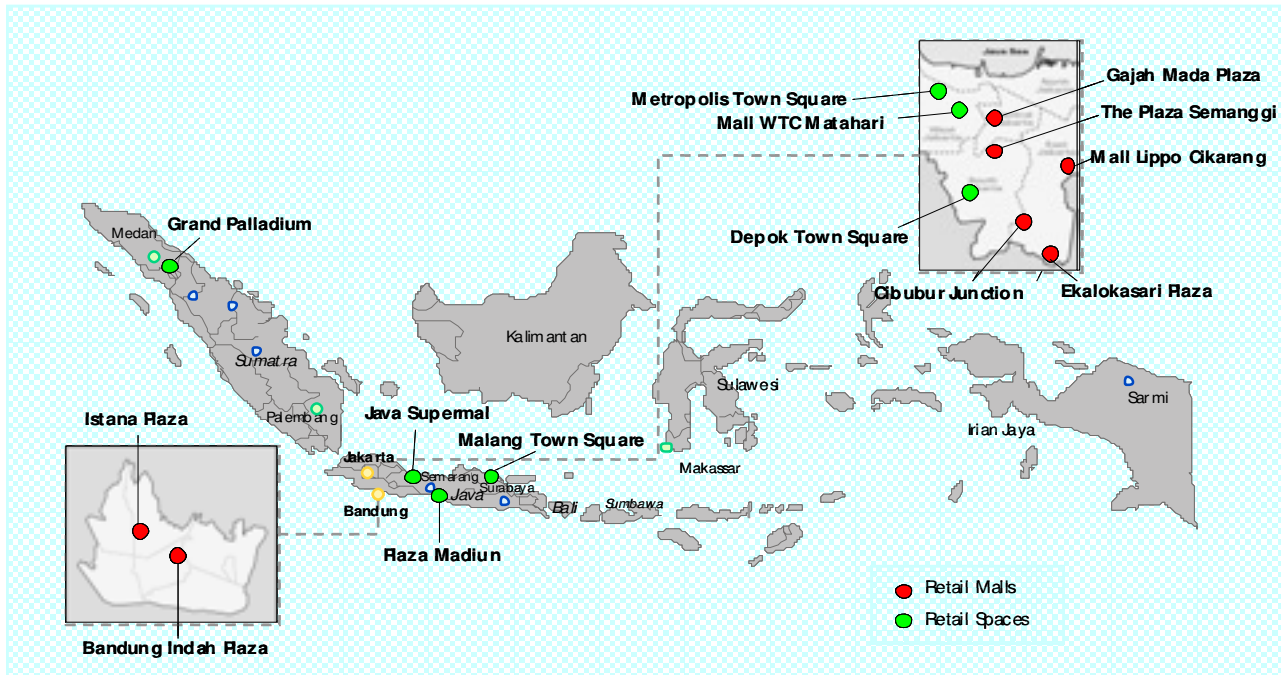 Gajah Mada Plaza
Metropolis Town Square
Mall WTC Matahari
The Plaza Semanggi
Mall Lippo Cikarang
Grand Palladium
Medan
Depok Town Square
Cibubur Junction
Ekalokasari Plaza
Kalimantan
Sumatra
Sulawesi
Sarmi
Istana Plaza
Palembang
Java Supermal
Malang Town Square
Irian Jaya
Jakarta
Makassar
Semarang
Surabaya
Java
Bali
Sumbawa
Bandung
Plaza Madiun
Retail Malls
Retail Spaces
Bandung Indah Plaza